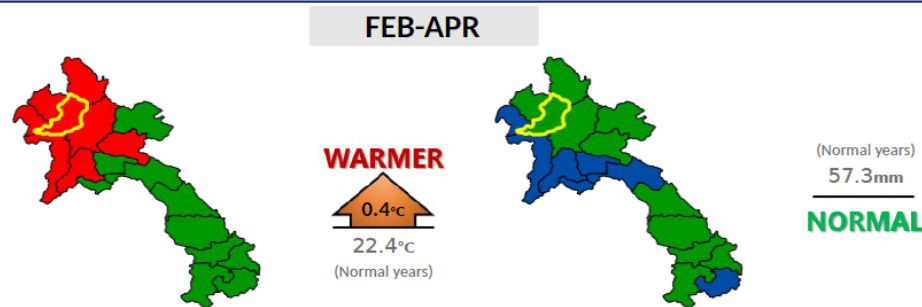 FEB-APR
WARMER
0.4°C
22.4°C
(Normal years)
(Normal years)
57.3mm
NORMAL